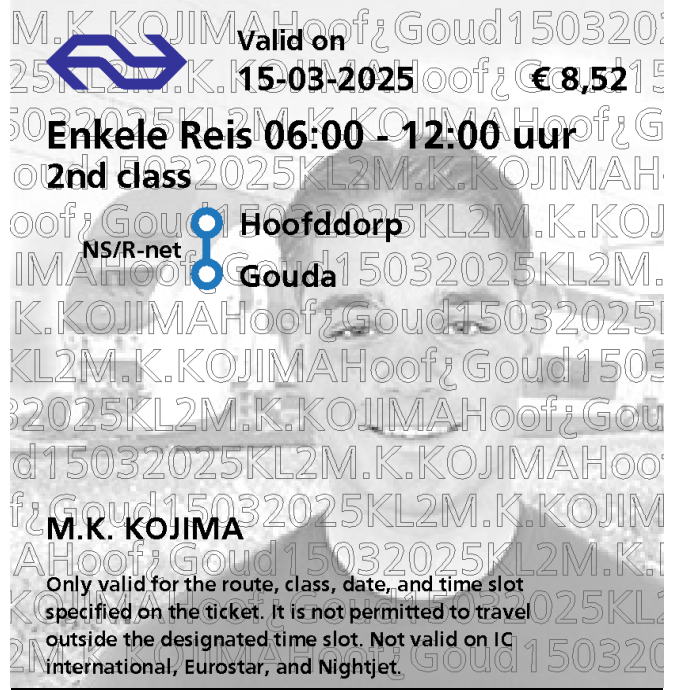 Valid on
15-03-2025 € 8,52
Enkele Reis 06:00 - 12:00 uur
2nd class
Hoofddorp
NS/R-net
Gouda
M.K. KOJIMA
Only valid for the route, class, date, and time slot
specified on the ticket. It is not permitted to travel
outside the designated time slot. Not valid on IC
international, Eurostar, and Nightjet.